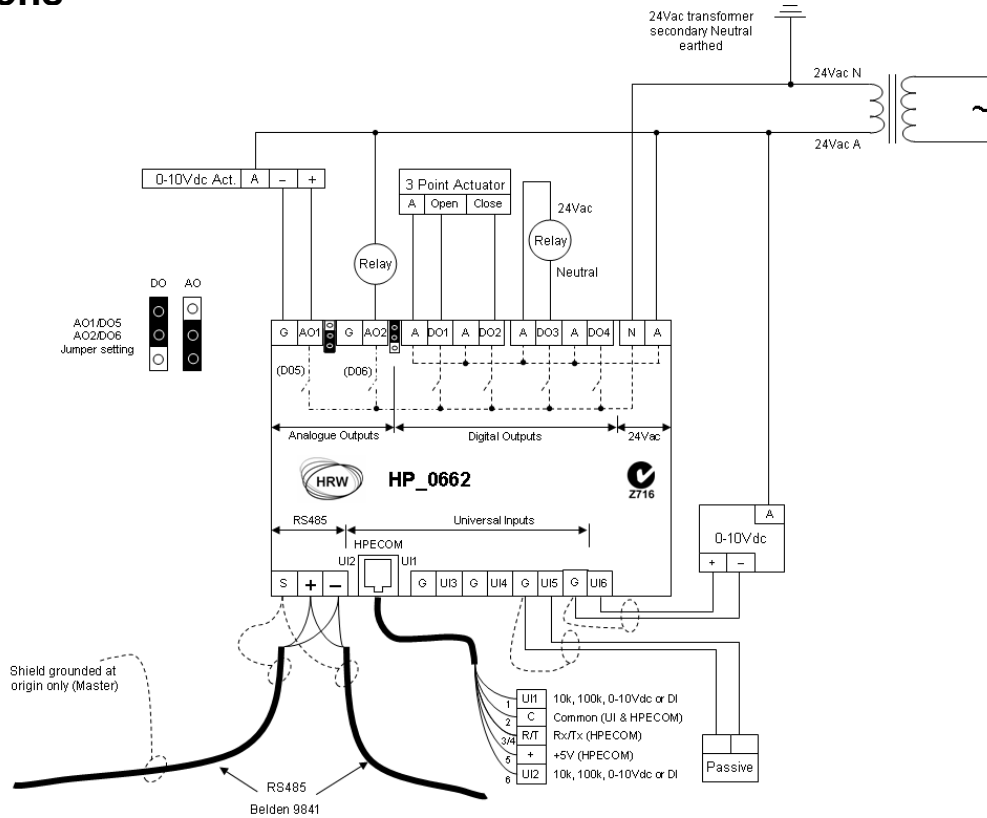 24Vac transformer
secondary Neutral
earthed
24Vac N
~
24Vac A
0-10Vdc Act. A − +
3 Point Actuator
A Open Close
24Vac
Relay
Neutral
Relay
DO AO
AO1/DO5
AO2/DO6
Jumper setting
G AO1 G AO2 A DO1 A DO2 A DO3 A DO4 N A
(D05) (D06)
Analogue Outputs Digital Outputs 24Vac
HRW HP_0662
Z716
RS485 Universal Inputs
HPECOM
UI2 UI1
S + − G UI3 G UI4 G UI5 G UI6
A
0-10Vdc
+ −
Shield grounded at
origin only (Master)
1 UI1 10k, 100k, 0-10Vdc or DI
2 C Common (UI & HPECOM)
3/4 R/T Rx/Tx (HPECOM)
5 + +5V (HPECOM)
6 UI2 10k, 100k, 0-10Vdc or DI
Passive
RS485
Belden 9841